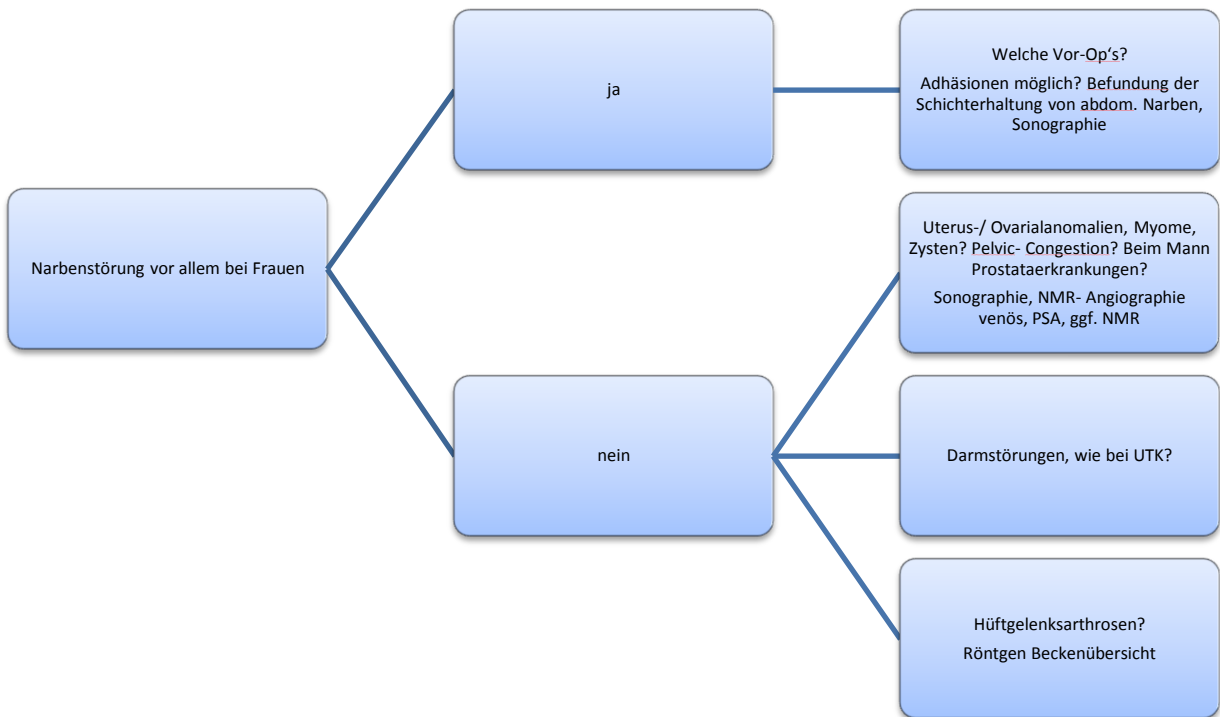 Narbenstörung vor allem bei Frauen
ja
Welche Vor-Op‘s?
Adhäsionen möglich? Befundung der
Schichterhaltung von abdom. Narben,
Sonographie
nein
Uterus-/ Ovarialanomalien, Myome,
Zysten? Pelvic- Congestion? Beim Mann
Prostataerkrankungen?
Sonographie, NMR- Angiographie
venös, PSA, ggf. NMR
Darmstörungen, wie bei UTK?
Hüftgelenksarthrosen?
Röntgen Beckenübersicht